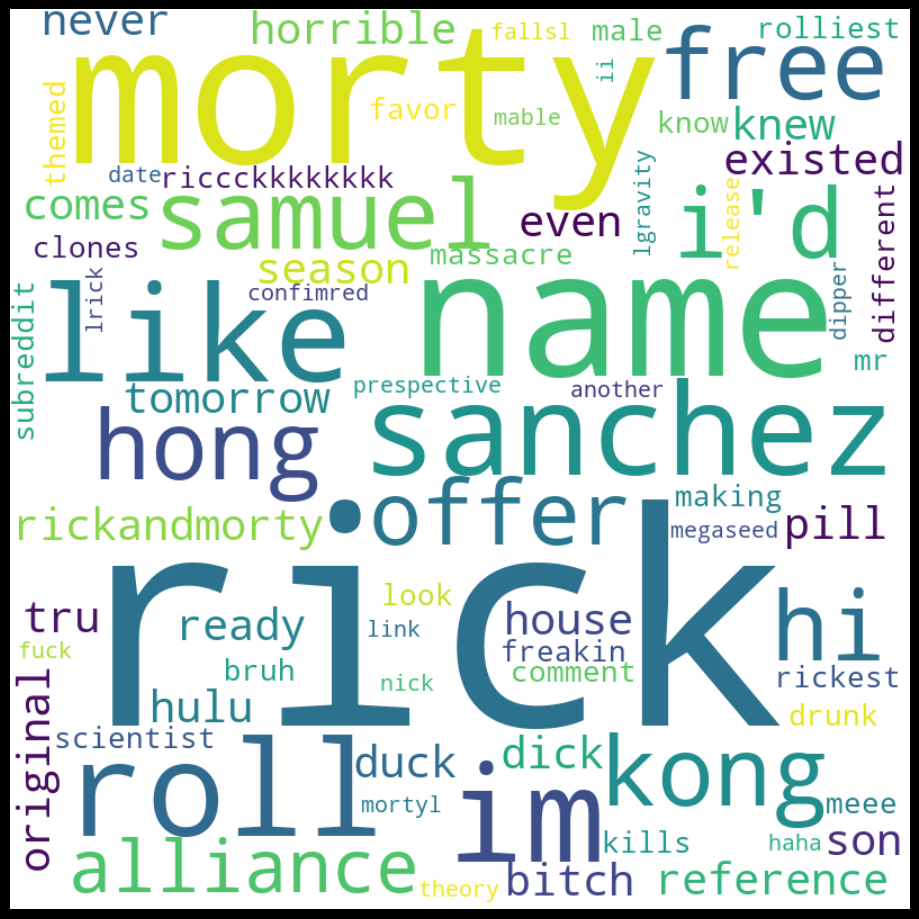 never
horrible
fallsl
male
rolliest
morty
ii
free
themed
favor
mable
know
knew
date
riccckkkkkkkk
existed
comes
samuel
even
lgravity
i'd
release
different
clones
season
massacre
lrick
confimred
name
dipper
subreddit
like
mr
tomorrow
prespective
another
hong
sanchez
rickandmorty
•offer
making
megaseed
pill
rick
tru
ready
look
house
hi
fuck
link
freakin
bruh
nick
comment
rickest
original
hulu
drunk
scientist
roll
duck
dick
kong
im
mortyl
meee
alliance
kills
haha
son
theory
bitch
reference